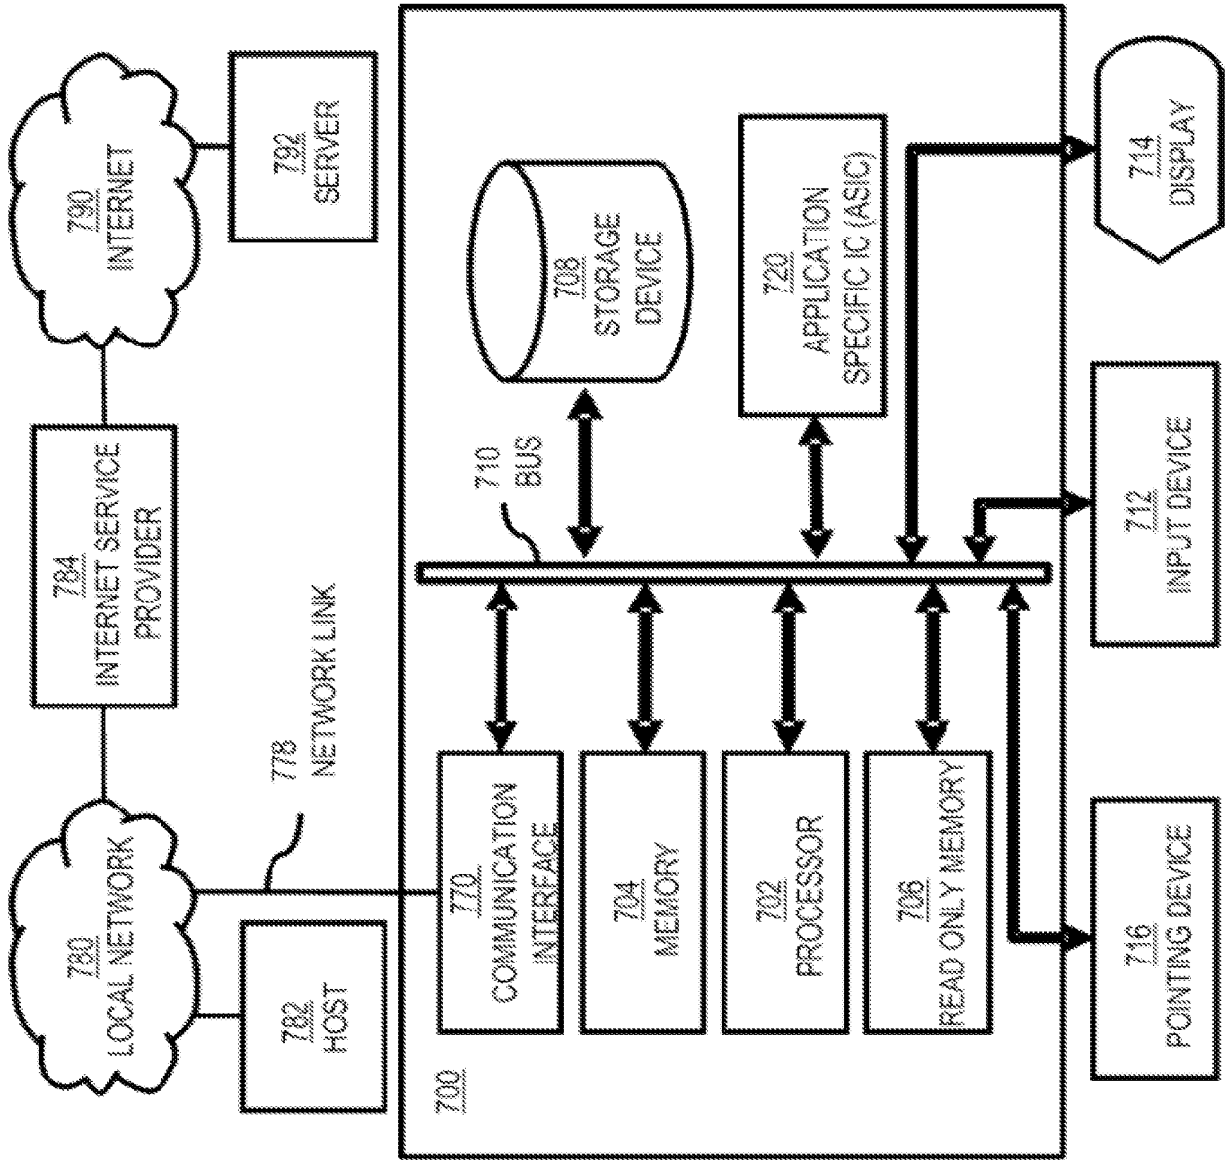 714
DISPLAY
712
INPUT DEVICE
716
POINTING DEVICE
708
STORAGE
DEVICE
720
APPLICATION
SPECIFIC IC (ASIC)
710
BUS
770
COMMUNICATION
INTERFACE
704
MEMORY
702
PROCESSOR
706
READ ONLY MEMORY
700
790
INTERNET
792
SERVER
784
INTERNET SERVICE
PROVIDER
778
NETWORK LINK
780
LOCAL NETWORK
782
HOST